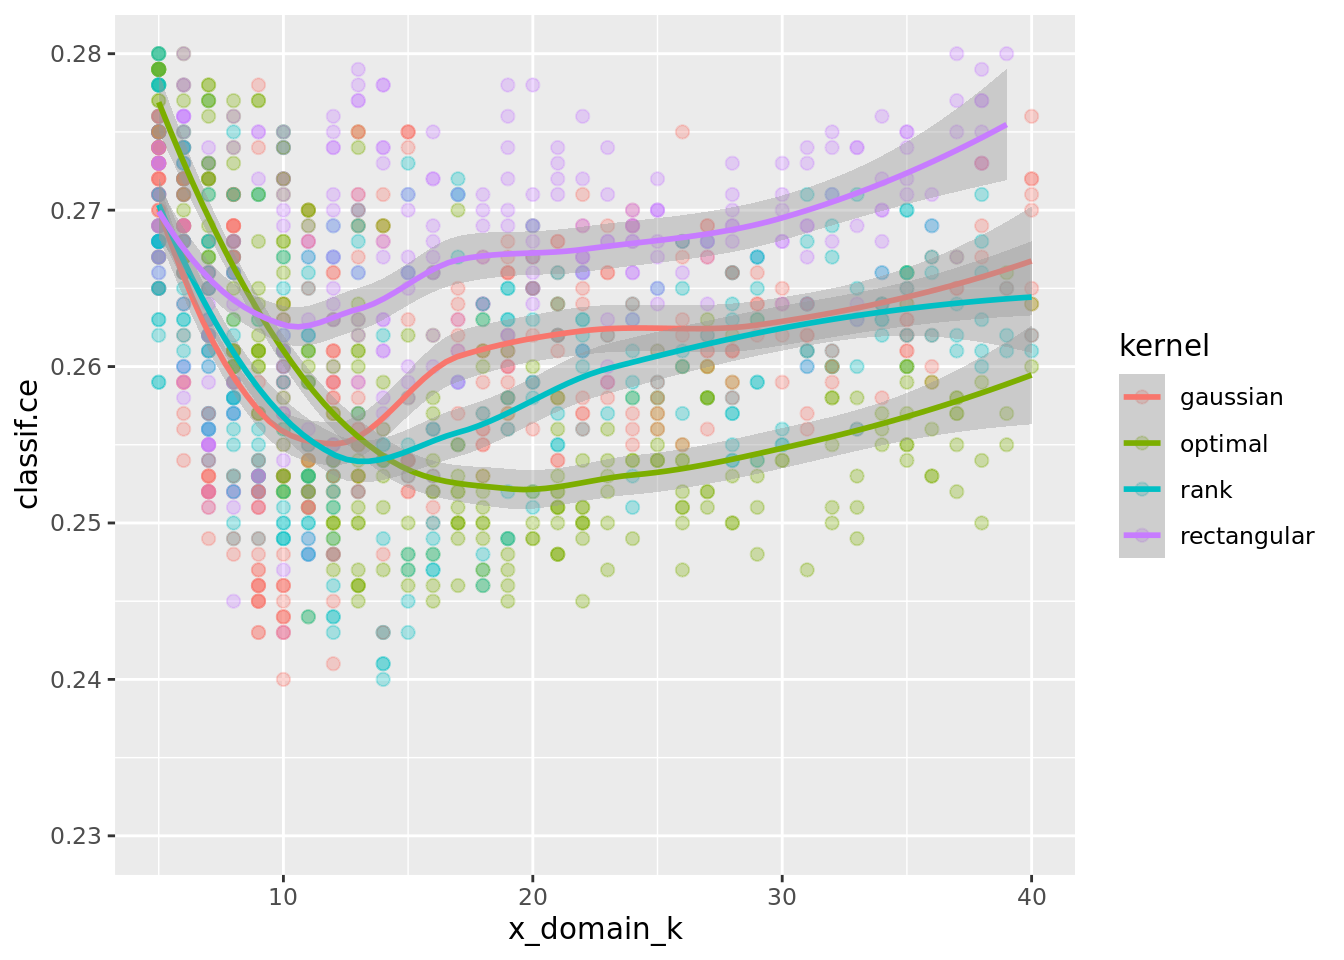 0.28
0.27
0.26
0.25
0.24
0.23
classif.ce
10 20 30 40
x_domain_k
kernel
gaussian
optimal
rank
rectangular